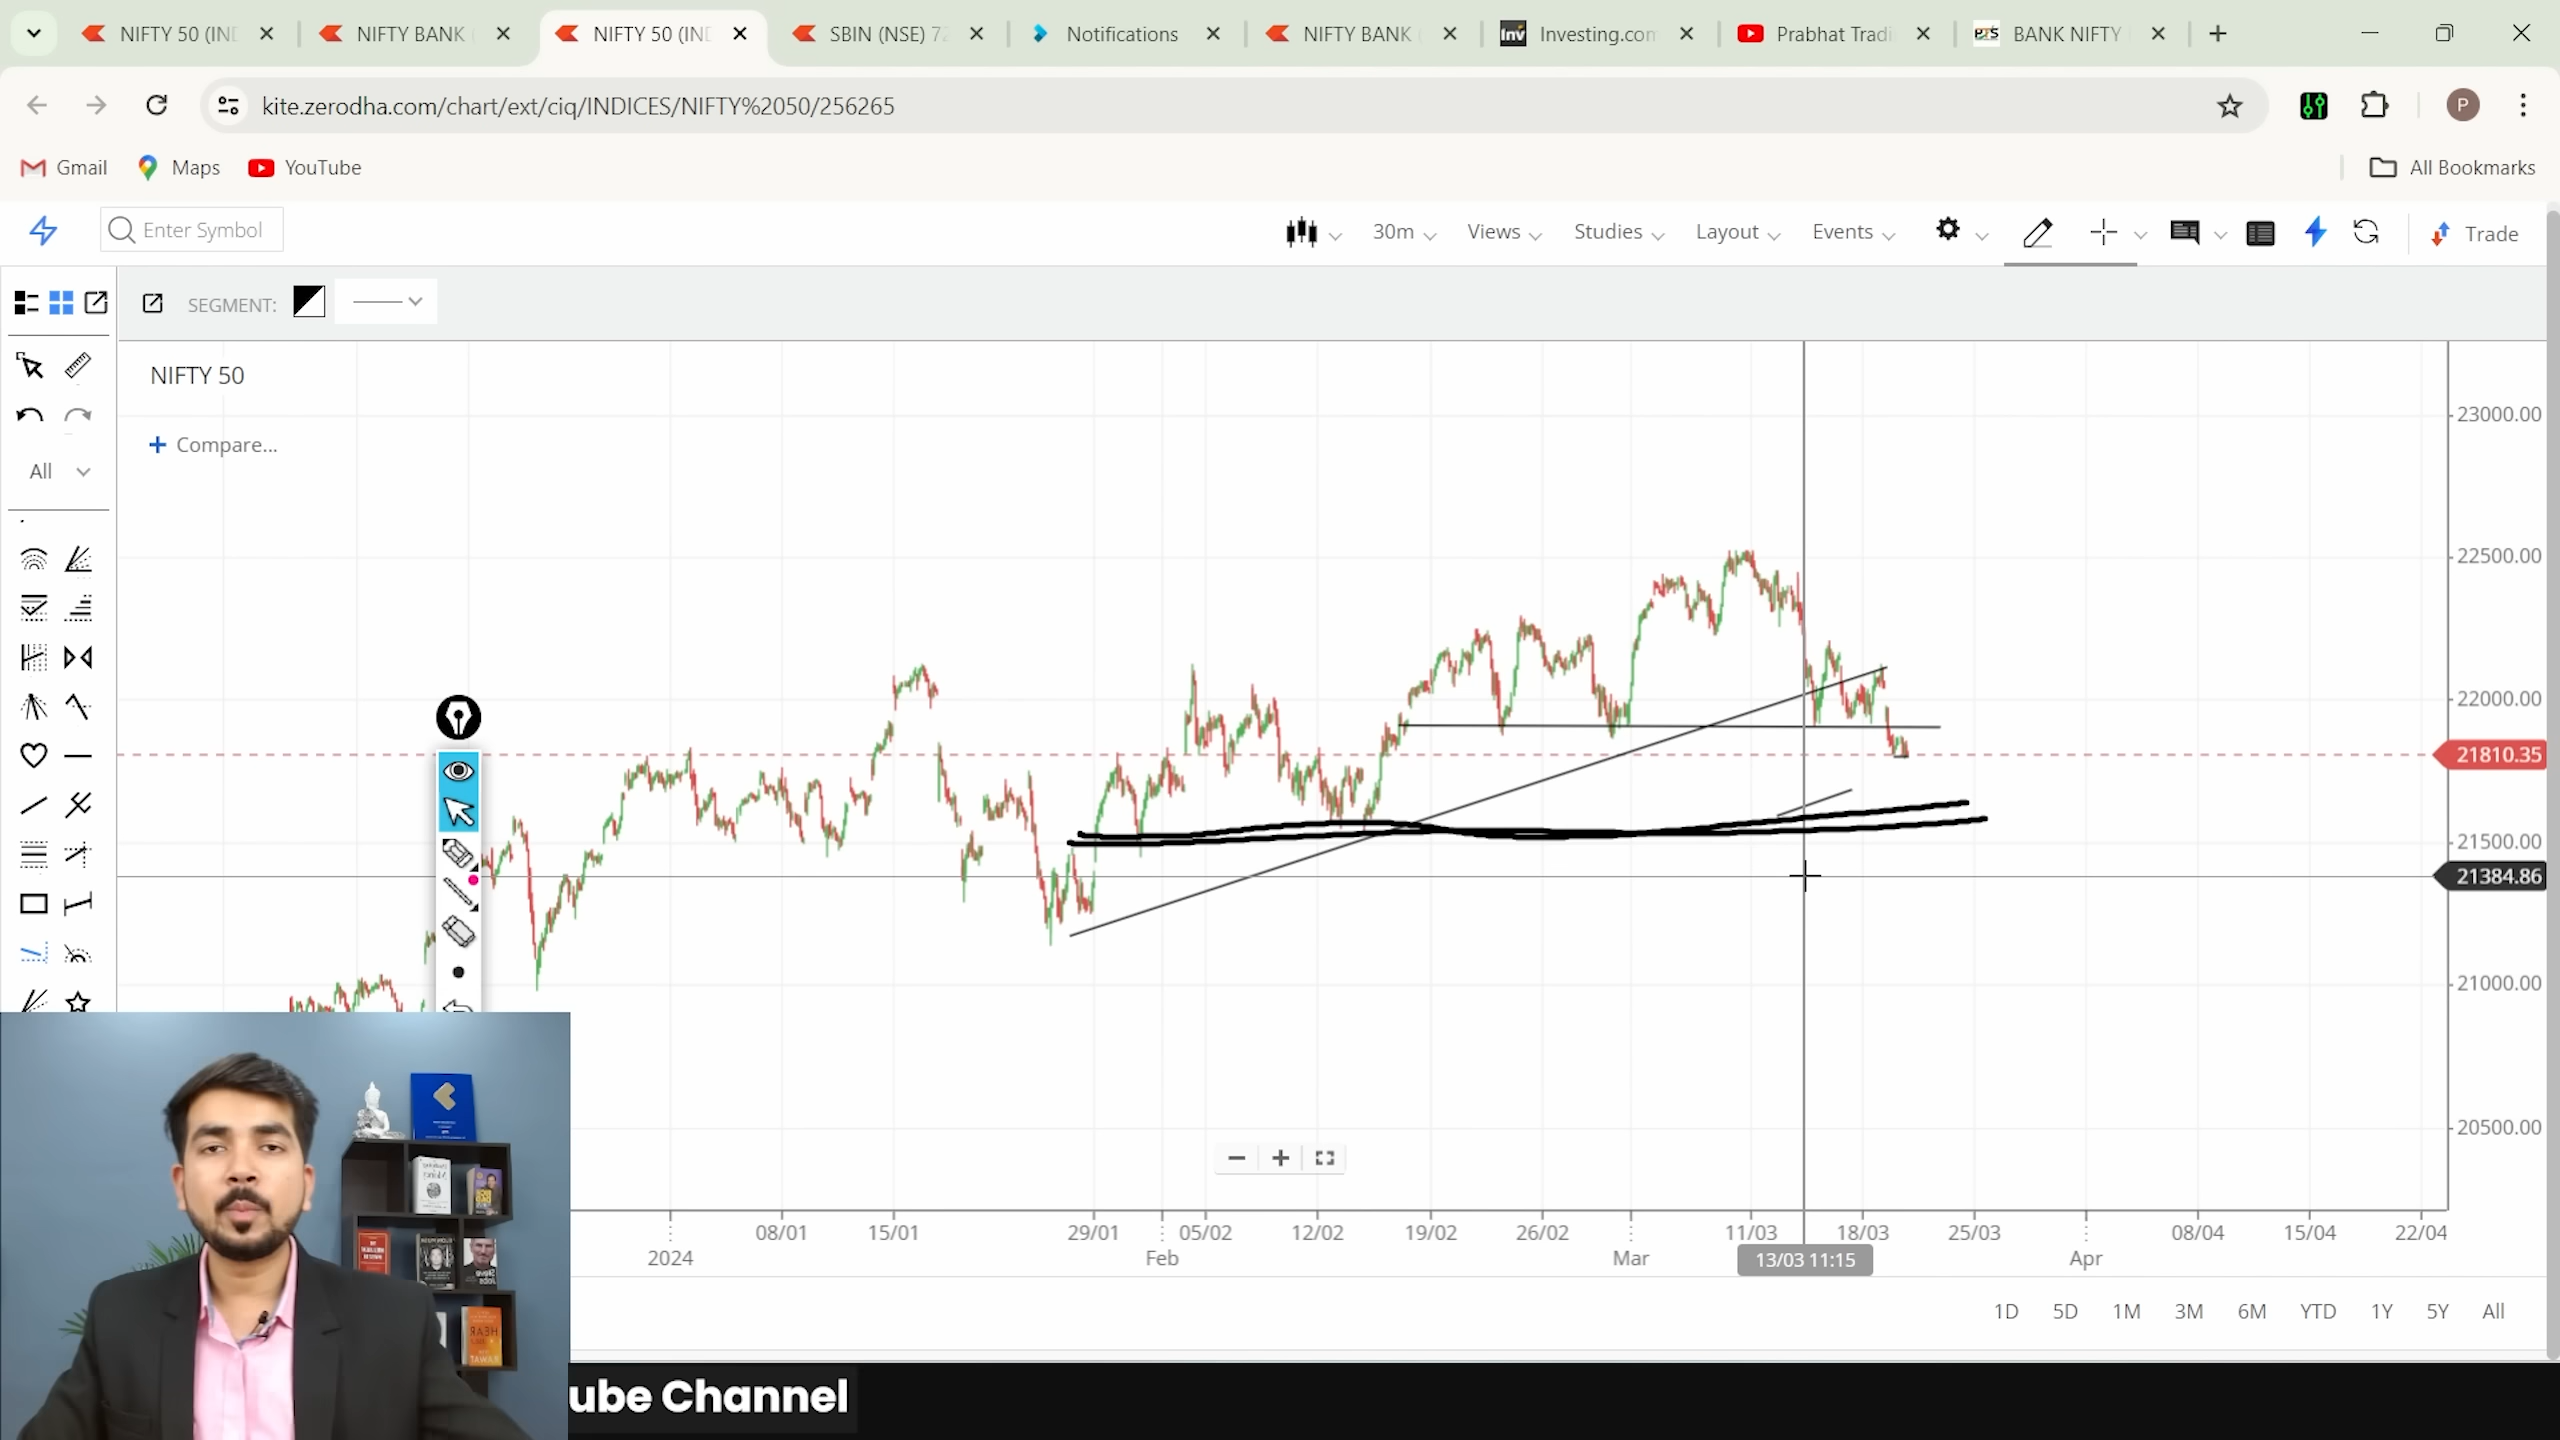 NIFTY 50 (IND
NIFTY BANK (
NIFTY 50 (IND
SBIN (NSE) 72
Notifications
NIFTY BANK (
Inv
Investing.com
Prabhat Tradi
PTS
BANK NIFTY
kite.zerodha.com/chart/ext/ciq/INDICES/NIFTY%2050/256265
P
Gmail
Maps
YouTube
All Bookmarks
Enter Symbol
30m
Views
Studies
Layout
Events
Trade
SEGMENT:
NIFTY 50
+ Compare...
All
23000.00
22500.00
22000.00
21810.35
21500.00
21384.86
21000.00
20500.00
08/01
15/01
29/01
05/02
12/02
19/02
26/02
11/03
18/03
25/03
08/04
15/04
22/04
2024
Feb
Mar
13/03 11:15
Apr
1D
5D
1M
3M
6M
YTD
1Y
5Y
All
ube Channel